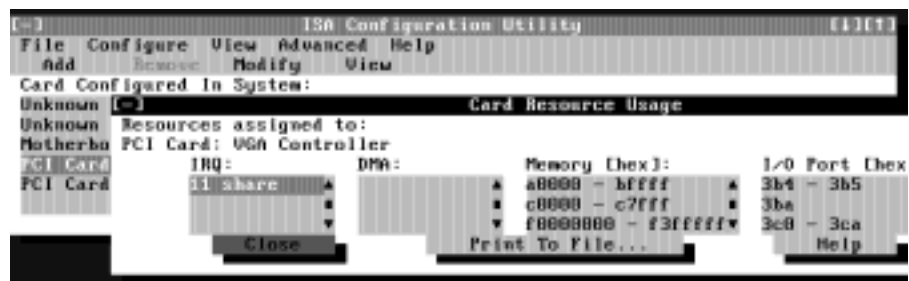 [-] ISA Configuration Utility [↓][↑]
File Configure View Advanced Help
Add Remove Modify View
Card Configured In System:
Unknown [-] Card Resource Usage
Unknown Resources assigned to:
Motherbo PCI Card: VGA Controller
PCI Card IRQ: DMA: Memory [hex]: I/O Port [hex
PCI Card 11 share a0000 - bffff 3b4 - 3b5
c0000 - c7fff 3ba
f0000000 - f3fffff 3c0 - 3ca
Close Print To File... Help